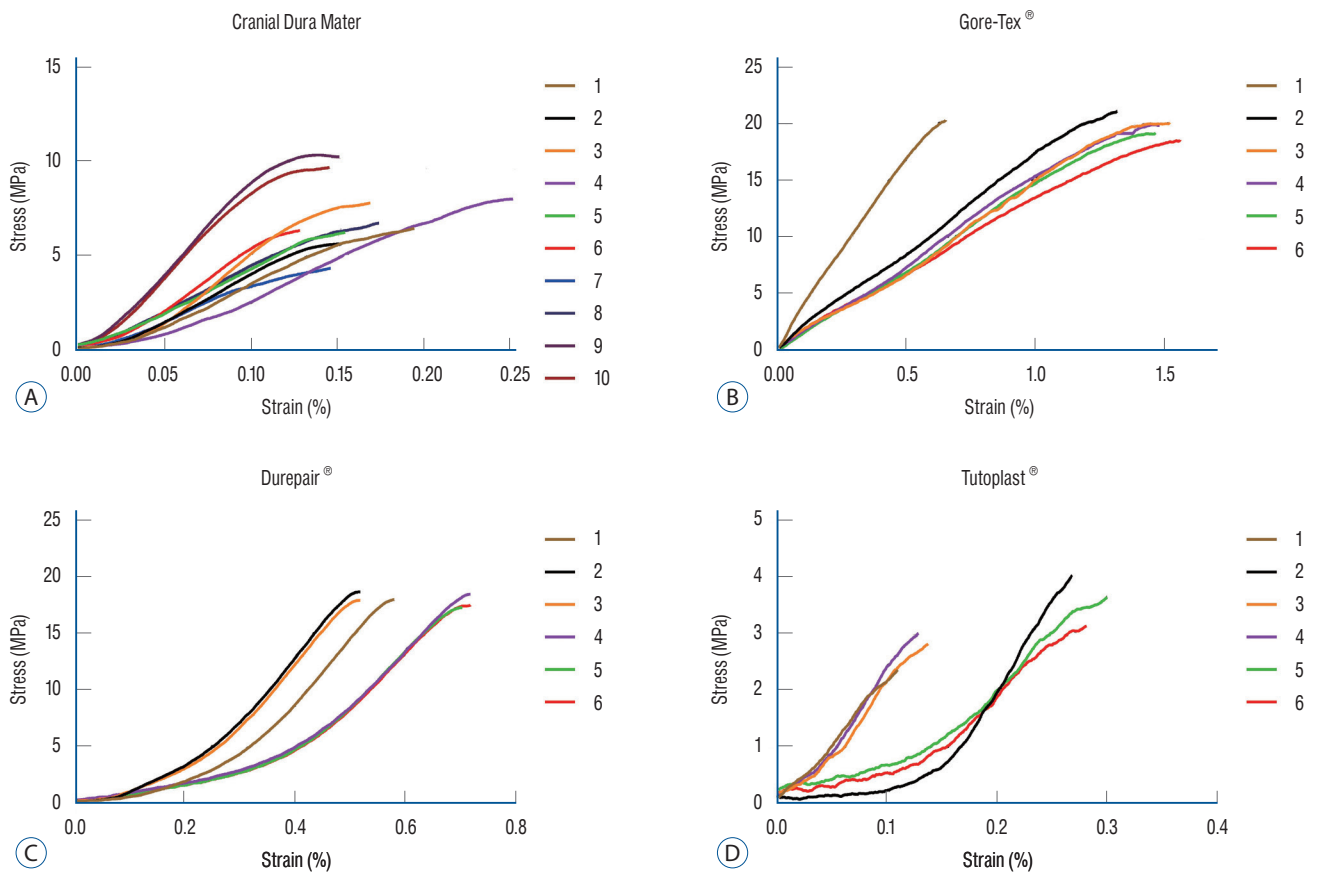 Cranial Dura Mater
15
10
5
0
Stress (MPa)
0.00 0.05 0.10 0.15 0.20 0.25
Strain (%)
1
2
3
4
5
6
7
8
9
10
A
Gore-Tex ®
25
20
15
10
5
0
Stress (MPa)
0.00 0.5 1.0 1.5
Strain (%)
1
2
3
4
5
6
B
Durepair ®
25
20
15
10
5
0
Stress (MPa)
0.0 0.2 0.4 0.6 0.8
Strain (%)
1
2
3
4
5
6
C
Tutoplast ®
5
4
3
2
1
0
Stress (MPa)
0.0 0.1 0.2 0.3 0.4
Strain (%)
1
2
3
4
5
6
D